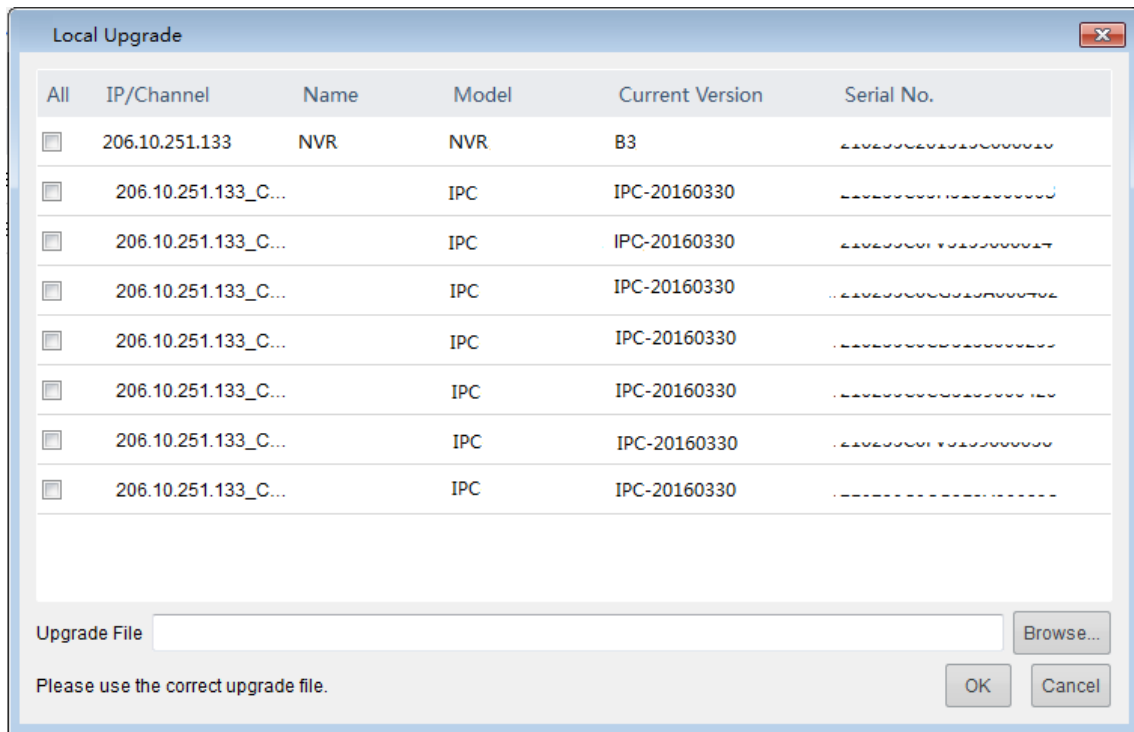 Local Upgrade
All IP/Channel Name Model Current Version Serial No.
206.10.251.133 NVR NVR B3
206.10.251.133_C... IPC IPC-20160330
206.10.251.133_C... IPC IPC-20160330
206.10.251.133_C... IPC IPC-20160330
206.10.251.133_C... IPC IPC-20160330
206.10.251.133_C... IPC IPC-20160330
206.10.251.133_C... IPC IPC-20160330
206.10.251.133_C... IPC IPC-20160330
Upgrade File Browse...
Please use the correct upgrade file. OK Cancel